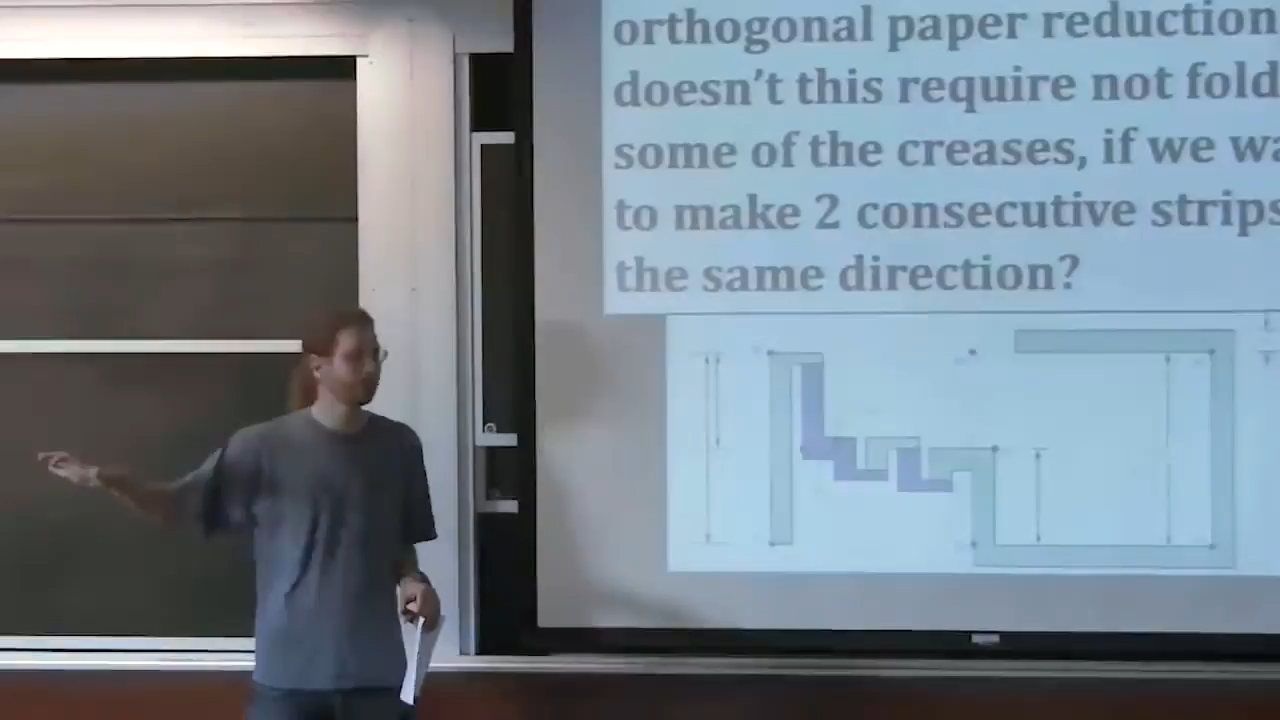 orthogonal paper reduction
doesn't this require not fold
some of the creases, if we wa
to make 2 consecutive strips
the same direction?